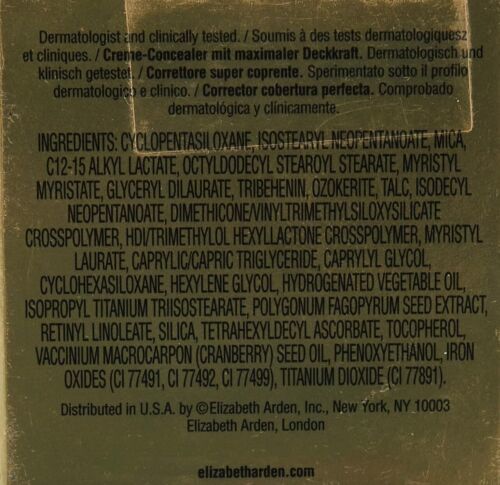 Dermatologist and clinically tested. / Soumis à des tests dermatologiques
et cliniques. / Creme-Concealer mit maximaler Deckkraft. Dermatologisch und
klinisch getestet. / Correttore super coprente. Sperimentato sotto il profilo
dermatologico e clinico. / Corrector cobertura perfecta. Comprobado
dermatológica y clínicamente.
INGREDIENTS: CYCLOPENTASILOXANE, ISOSTEARYL NEOPENTANOATE, MICA,
C12-15 ALKYL LACTATE, OCTYLDODECYL STEAROYL STEARATE, MYRISTYL
MYRISTATE, GLYCERYL DILAURATE, TRIBEHENIN, OZOKERITE, TALC, ISODECYL
NEOPENTANOATE, DIMETHICONE/VINYLTRIMETHYLSILOXYSILICATE
CROSSPOLYMER, HDI/TRIMETHYLOL HEXYLLACTONE CROSSPOLYMER, MYRISTYL
LAURATE, CAPRYLIC/CAPRIC TRIGLYCERIDE, CAPRYLYL GLYCOL,
CYCLOHEXASILOXANE, HEXYLENE GLYCOL, HYDROGENATED VEGETABLE OIL,
ISOPROPYL TITANIUM TRIISOSTEARATE, POLYGONUM FAGOPYRUM SEED EXTRACT,
RETINYL LINOLEATE, SILICA, TETRAHEXYLDECYL ASCORBATE, TOCOPHEROL,
VACCINIUM MACROCARPON (CRANBERRY) SEED OIL, PHENOXYETHANOL, IRON
OXIDES (CI 77491, CI 77492, CI 77499), TITANIUM DIOXIDE (CI 77891).
Distributed in U.S.A. by ©Elizabeth Arden, Inc., New York, NY 10003
Elizabeth Arden, London
elizabetharden.com